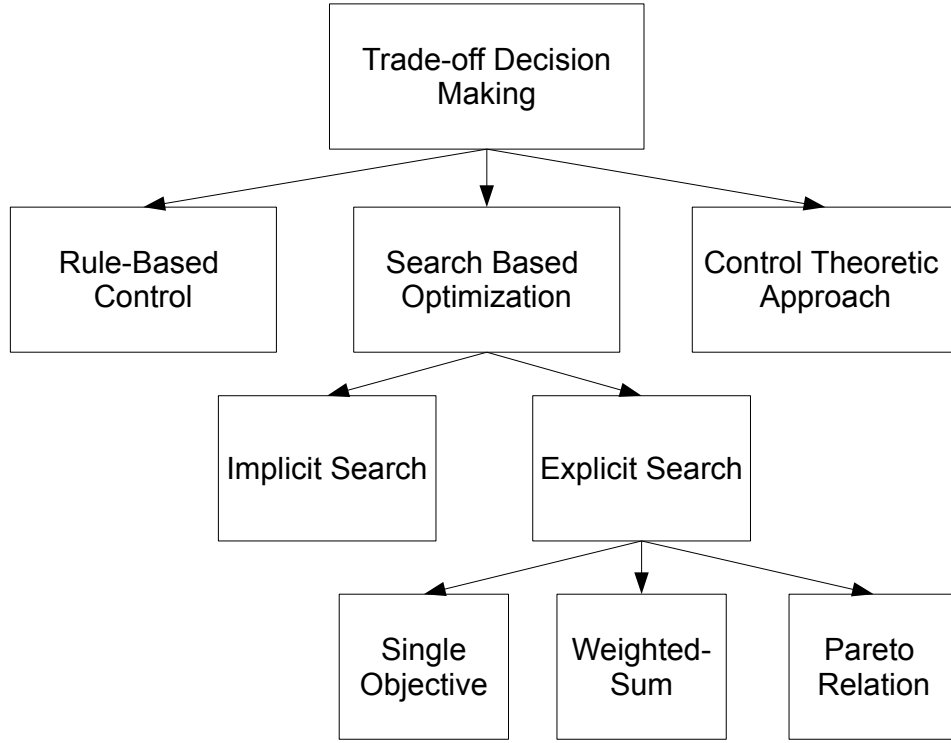 Trade-off Decision
Making
Rule-Based
Control
Search Based
Optimization
Control Theoretic
Approach
Implicit Search
Explicit Search
Single
Objective
Weighted-
Sum
Pareto
Relation